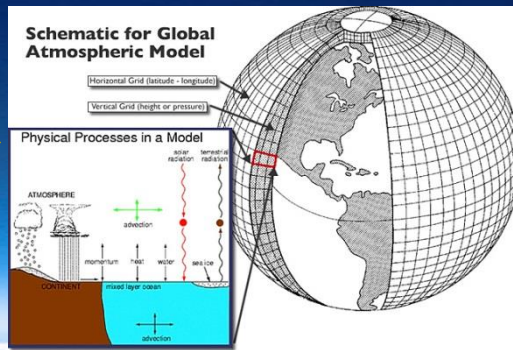 Schematic for Global
Atmospheric Model
Horizontal Grid (latitude - longitude)
Vertical Grid (height or pressure)
Physical Processes in a Model
solar
radiation
terrestrial
radiation
ATMOSPHERE
advection
momentum
heat
water
sea ice
CONTINENT
mixed layer ocean
advection